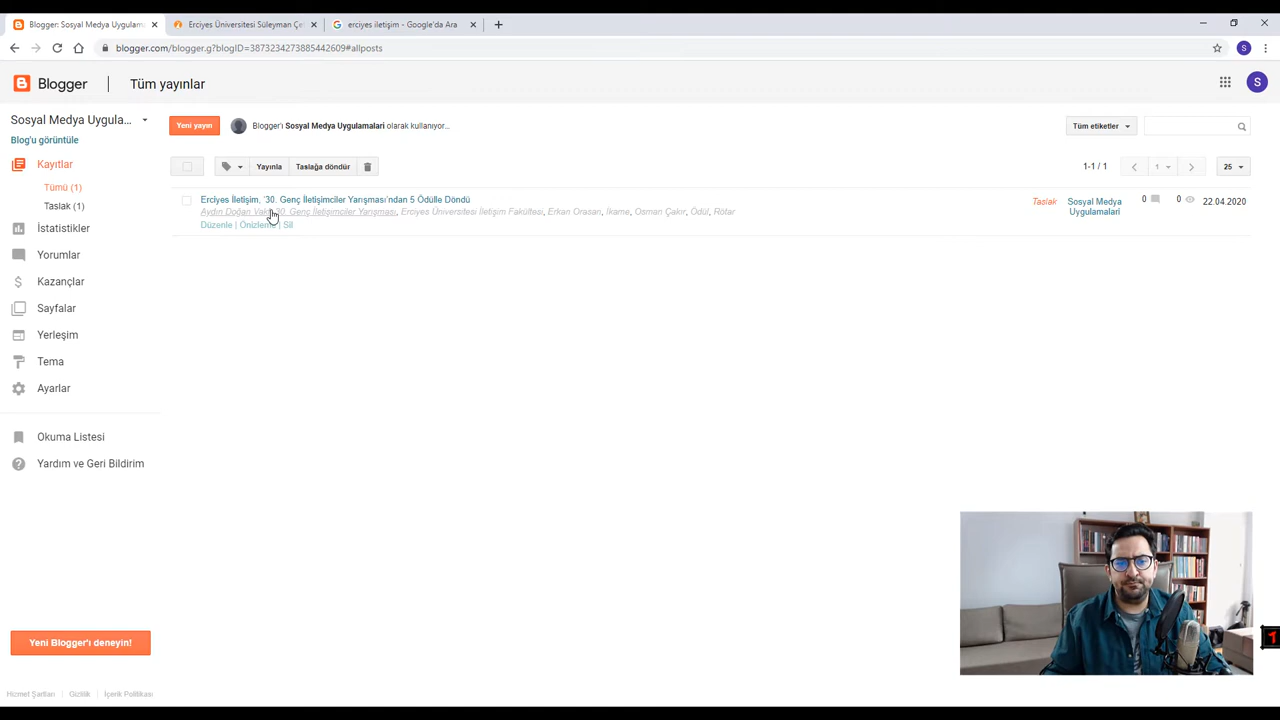 Blogger: Sosyal Medya Uygulama
Erciyes Üniversitesi Süleyman Çe
erciyes iletişim - Google'da Ara
blogger.com/blogger.g?blogID=3873234273885442609#allposts
S
Blogger
Tüm yayınlar
S
Sosyal Medya Uygula...
Blog'u görüntüle
Yeni yayın
Blogger'ı Sosyal Medya Uygulamalari olarak kullanıyor...
Tüm etiketler
Kayıtlar
Tümü (1)
Taslak (1)
İstatistikler
Yorumlar
Kazançlar
Sayfalar
Yerleşim
Tema
Ayarlar
Okuma Listesi
Yardım ve Geri Bildirim
Yayınla
Taslağa döndür
1-1 / 1
1
25
Erciyes İletişim, '30. Genç İletişimciler Yarışması'ndan 5 Ödülle Döndü
Aydın Doğan Vakfı 30. Genç İletişimciler Yarışması, Erciyes Üniversitesi İletişim Fakültesi, Erkan Orasan, İkame, Osman Çakır, Ödül, Rötar
Düzenle | Önizleme | Sil
Taslak
Sosyal Medya
Uygulamalari
0
0
22.04.2020
Yeni Blogger'ı deneyin!
Hizmet Şartları
Gizlilik
İçerik Politikası
1